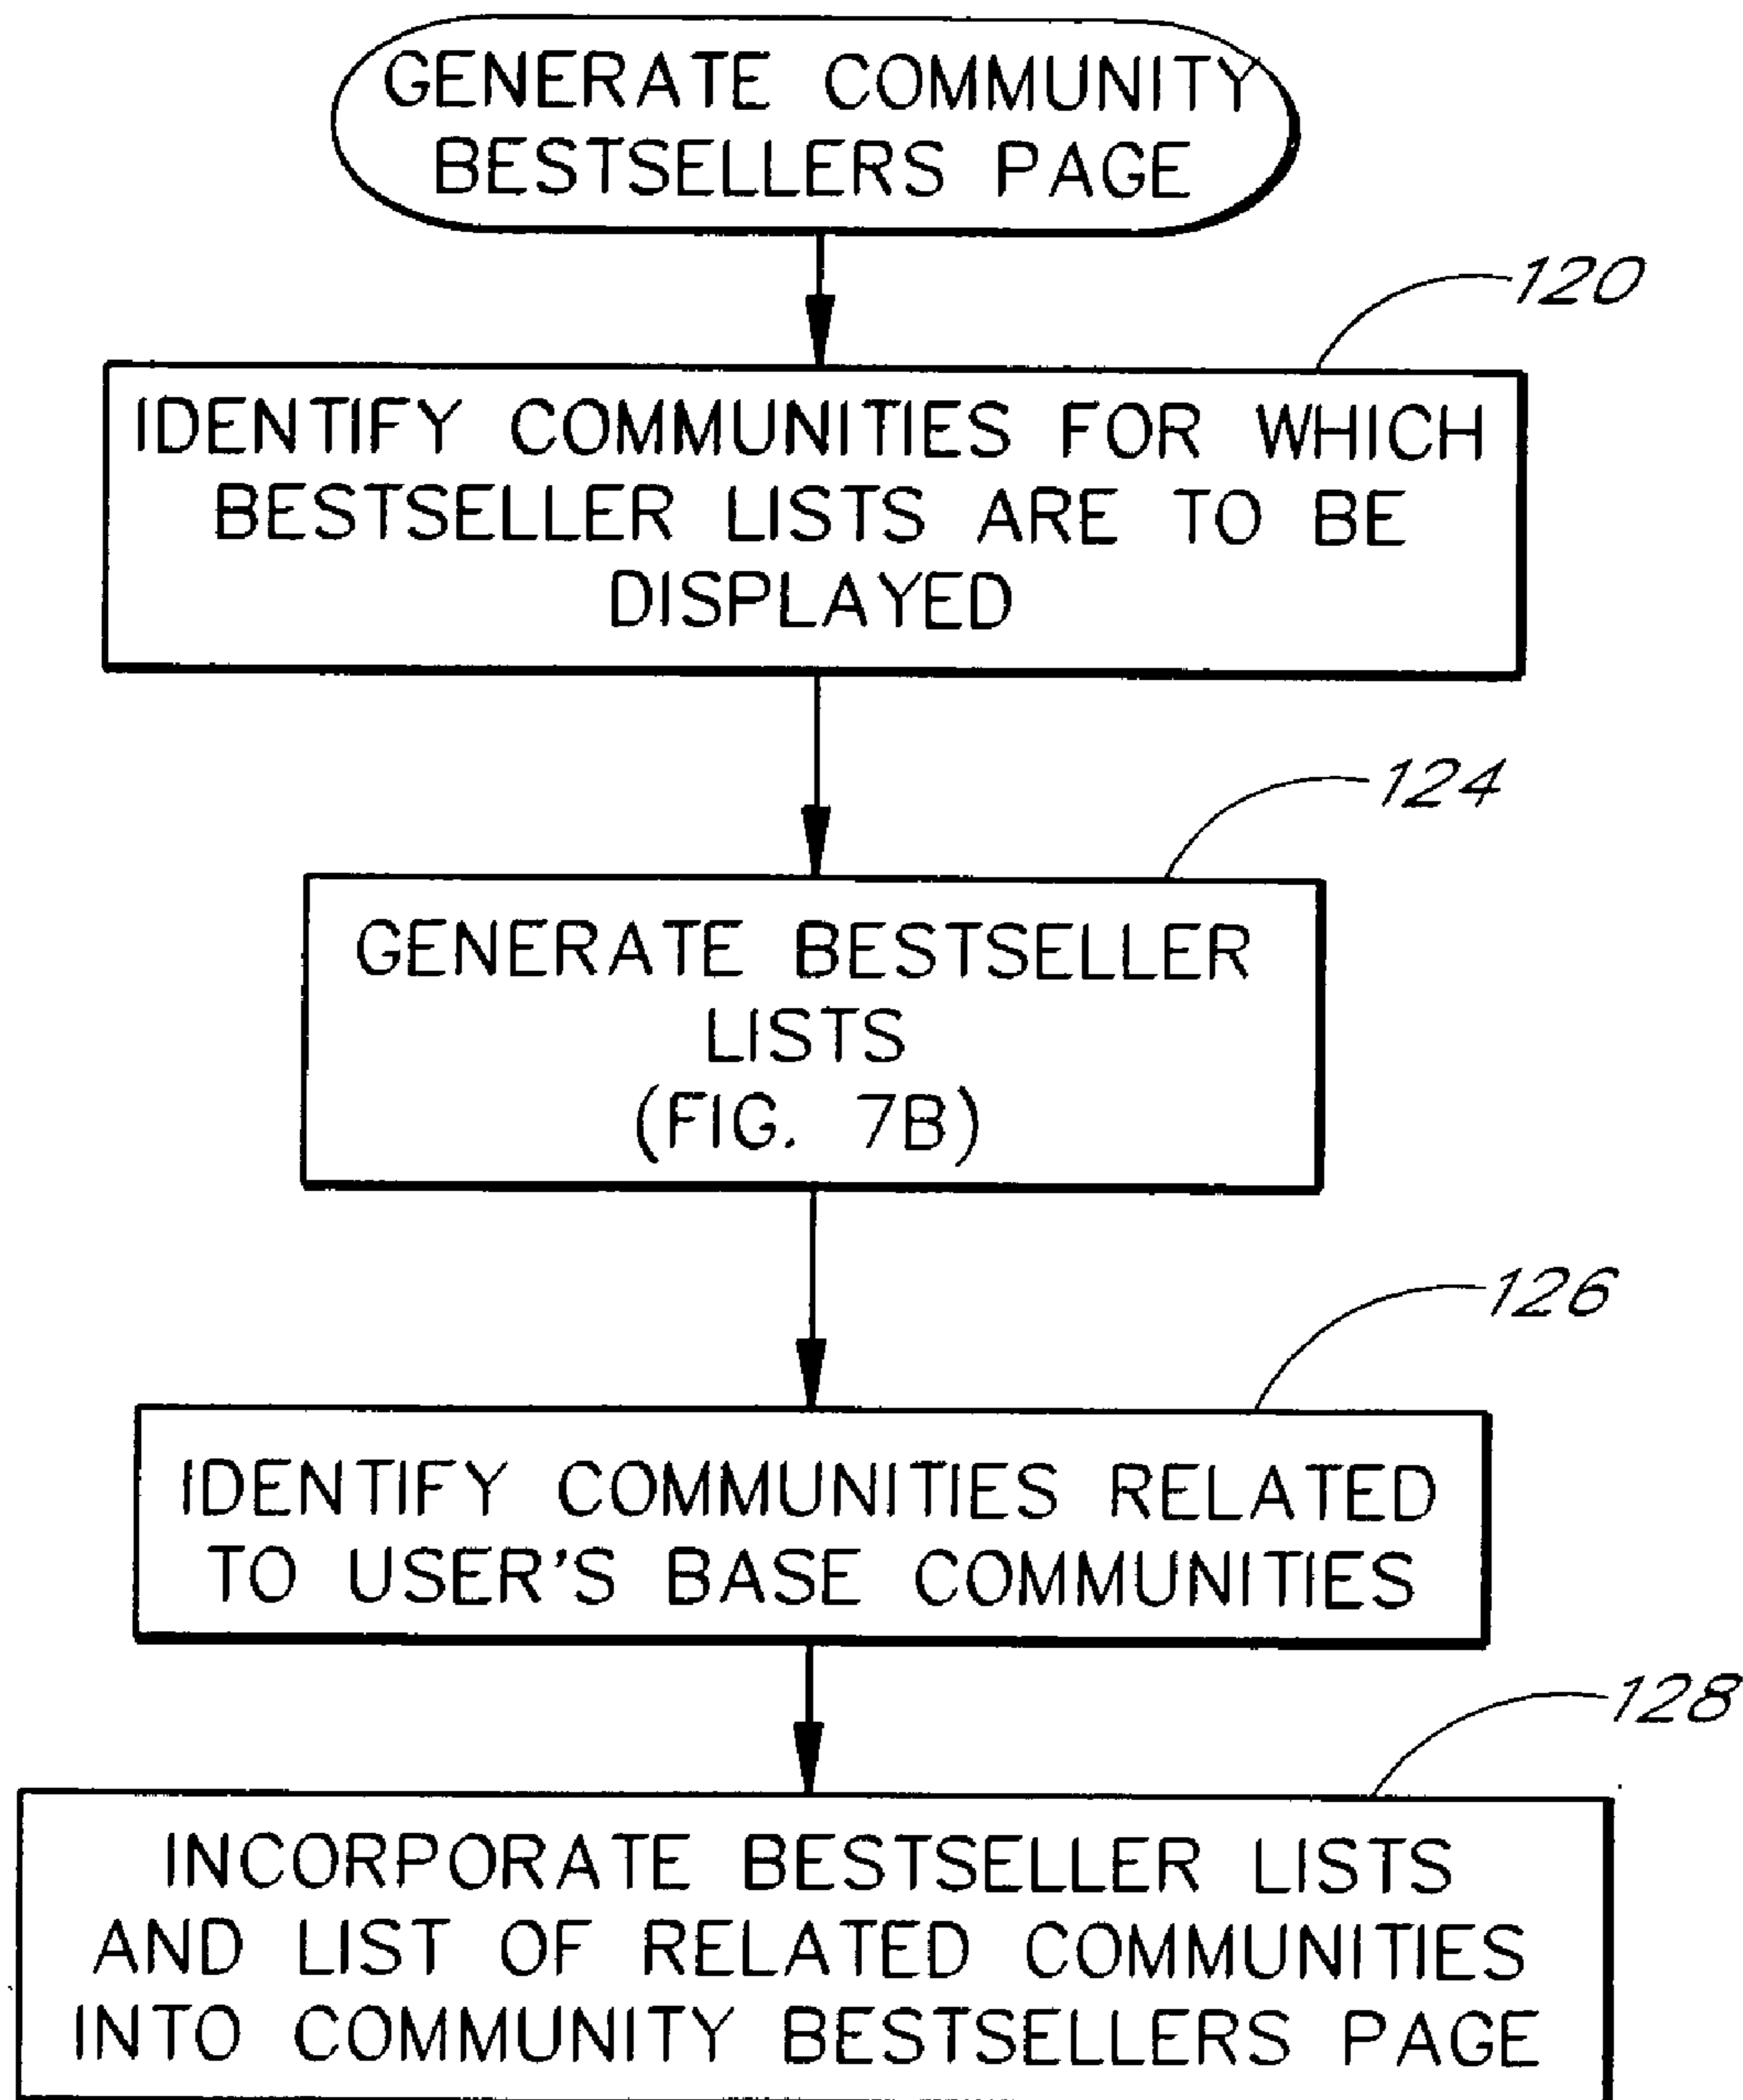 GENERATE COMMUNITY
BESTSELLERS PAGE
120
IDENTIFY COMMUNITIES FOR WHICH
BESTSELLER LISTS ARE TO BE
DISPLAYED
124
GENERATE BESTSELLER
LISTS
(FIG. 7B)
126
IDENTIFY COMMUNITIES RELATED
TO USER'S BASE COMMUNITIES
128
INCORPORATE BESTSELLER LISTS
AND LIST OF RELATED COMMUNITIES
INTO COMMUNITY BESTSELLERS PAGE